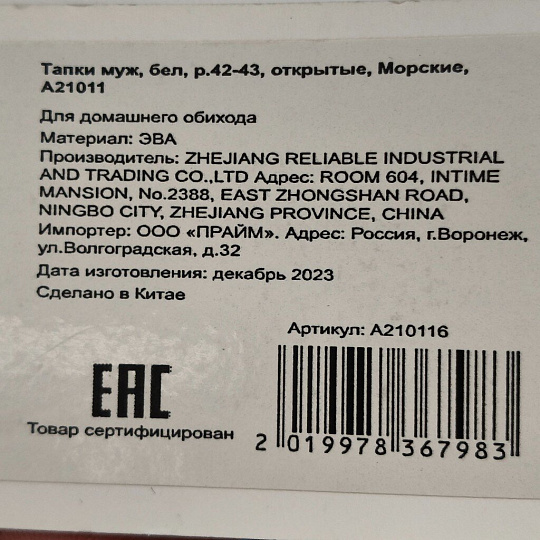 Тапки муж, бел, р.42-43, открытые, Морские,
А21011
Для домашнего обихода
Материал: ЭВА
Производитель: ZHEJIANG RELIABLE INDUSTRIAL
AND TRADING CO.,LTD Адрес: ROOM 604, INTIME
MANSION, No.2388, EAST ZHONGSHAN ROAD,
NINGBO CITY, ZHEJIANG PROVINCE, CHINA
Импортер: ООО «ПРАЙМ». Адрес: Россия, г.Воронеж,
ул.Волгоградская, д.32
Дата изготовления: декабрь 2023
Сделано в Китае
Артикул: А210116
EAC
Товар сертифицирован
2 019978 367983